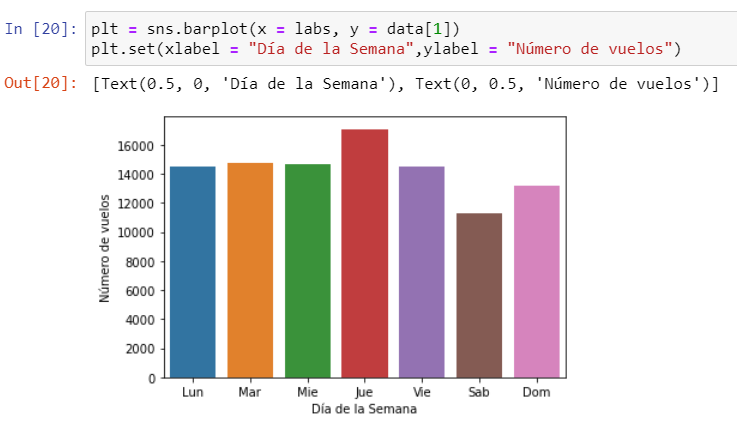 In [20]: plt = sns.barplot(x = labs, y = data[1])
plt.set(xlabel = "Día de la Semana",ylabel = "Número de vuelos")
Out[20]: [Text(0.5, 0, 'Día de la Semana'), Text(0, 0.5, 'Número de vuelos')]
16000
14000
12000
10000
8000
6000
4000
2000
0
Número de vuelos
Lun Mar Mie Jue Vie Sab Dom
Día de la Semana